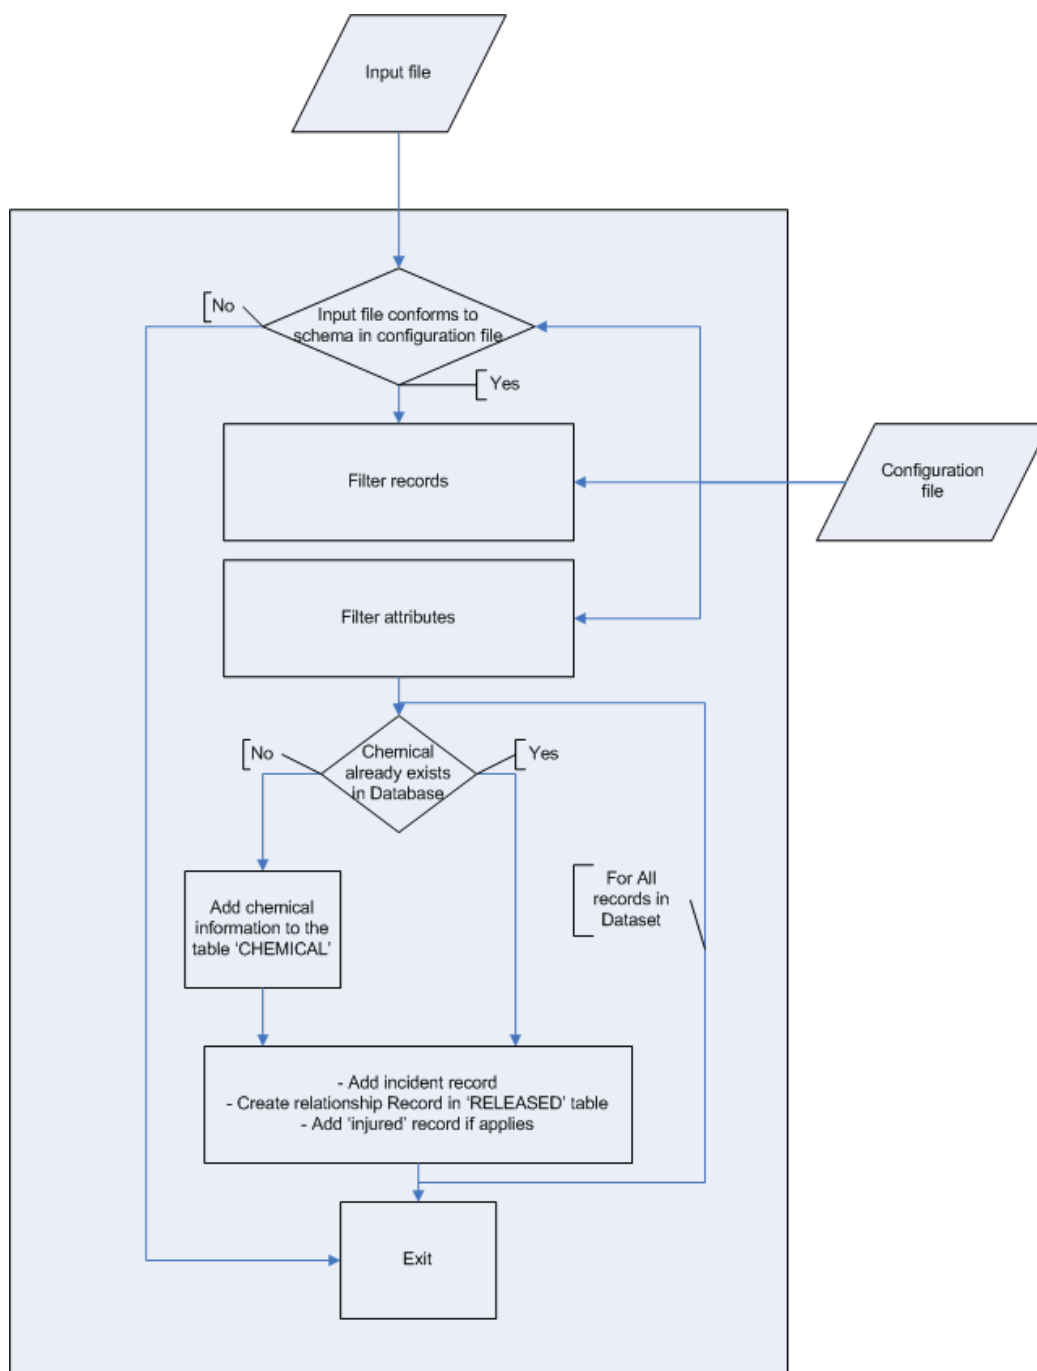 Input file
No
Input file conforms to
schema in configuration file
Yes
Filter records
Configuration
file
Filter attributes
No
Chemical
already exists
in Database
Yes
For All
records in
Dataset
Add chemical
information to the
table ‘CHEMICAL’
- Add incident record
- Create relationship Record in ‘RELEASED’ table
- Add ‘injured’ record if applies
Exit